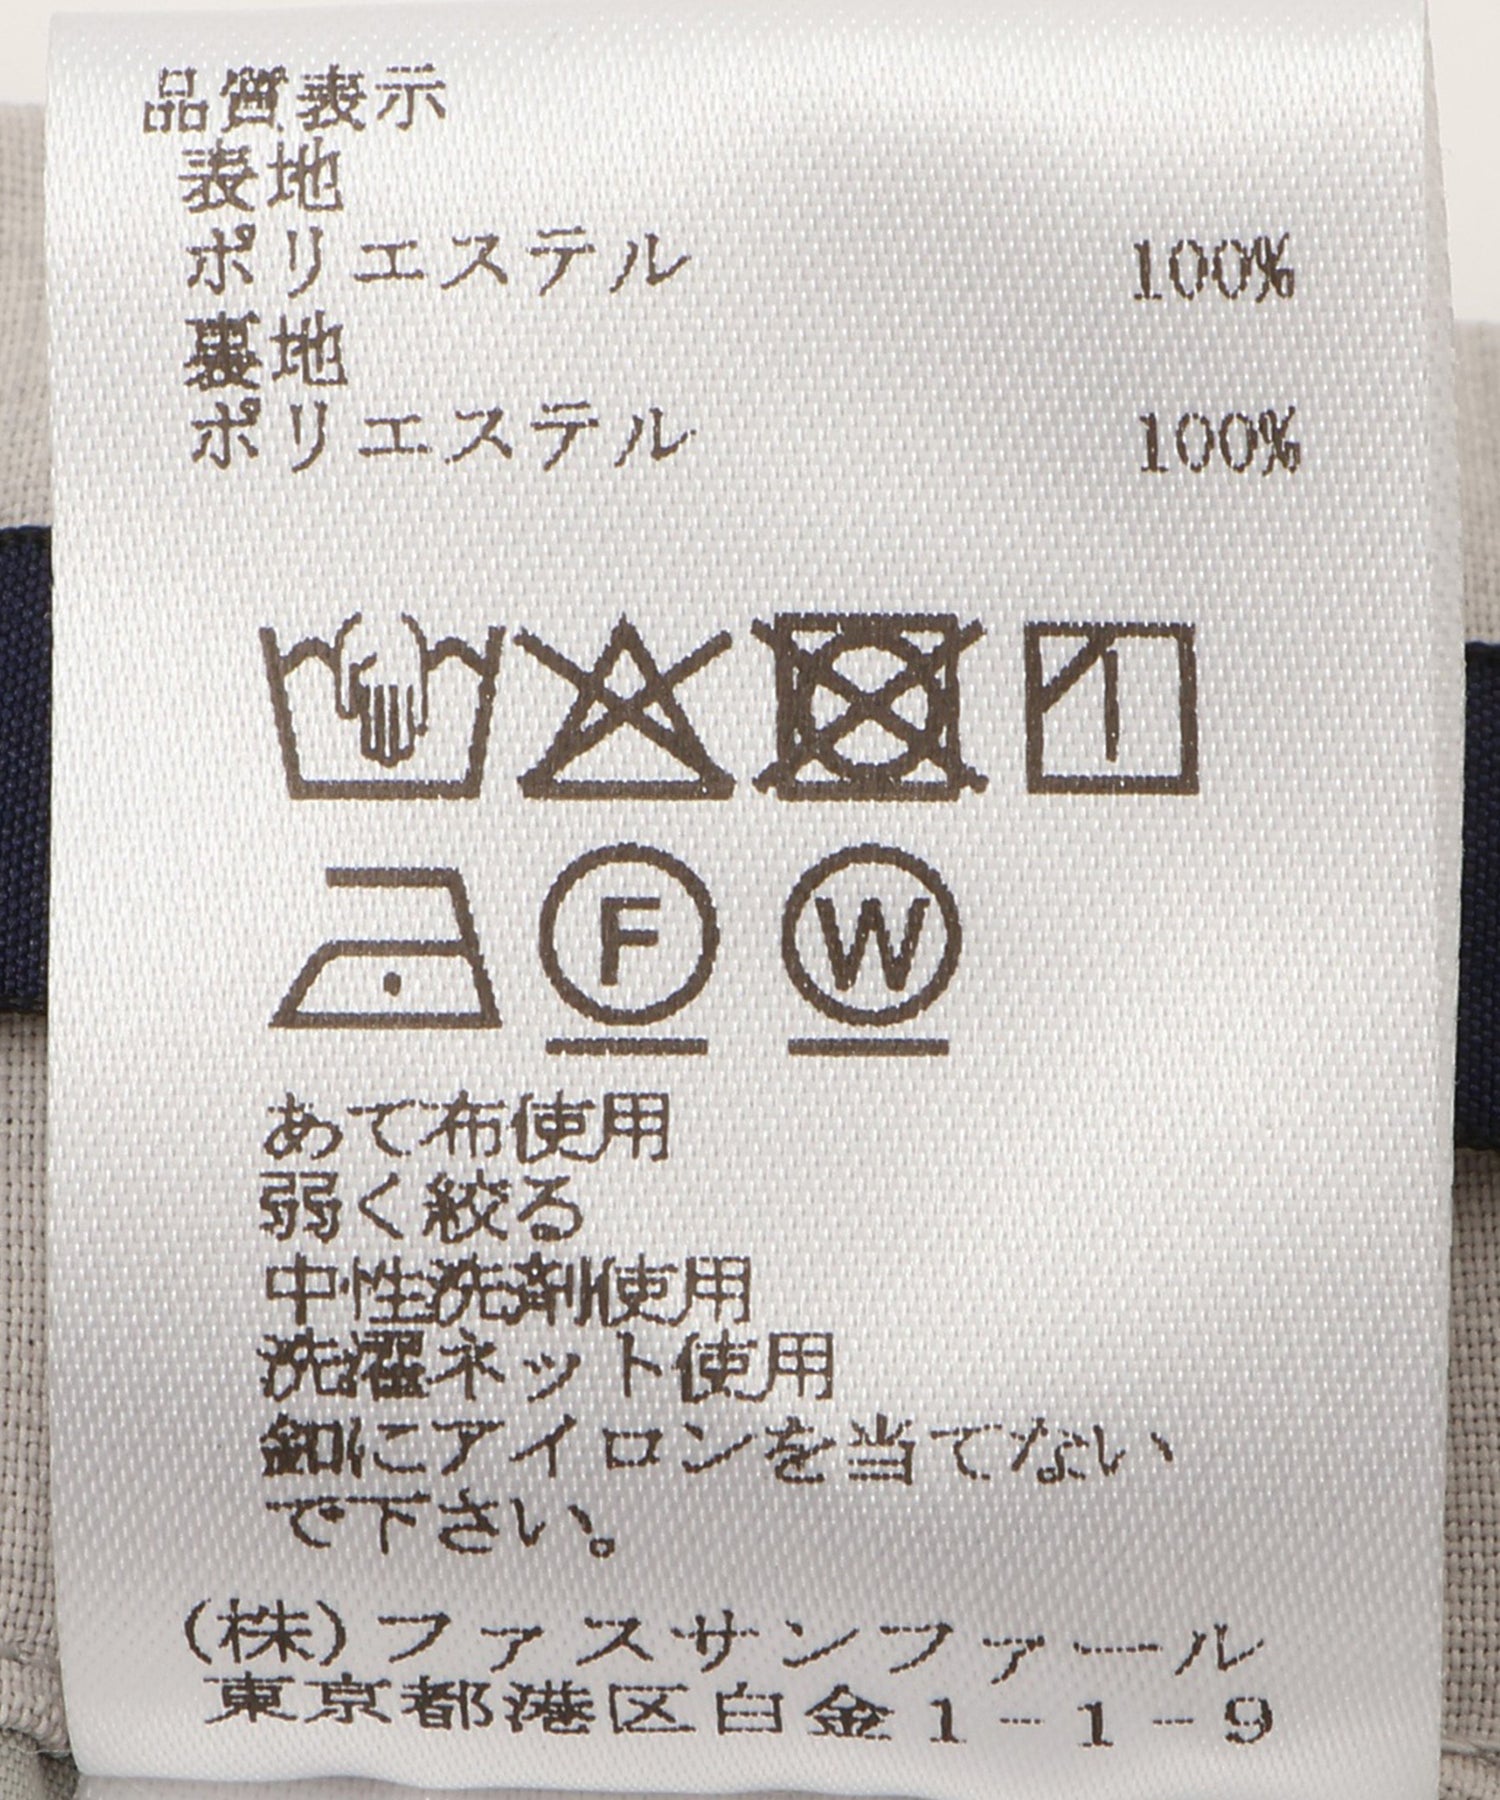 品質表示
表地
ポリエステル 100%
裏地
ポリエステル 100%
F W
あて布使用
弱く絞る
中性洗剤使用
洗濯ネット使用
釦にアイロンを当てない
で下さい。
(株)ファスサンファール
東京都港区白金1-1-9